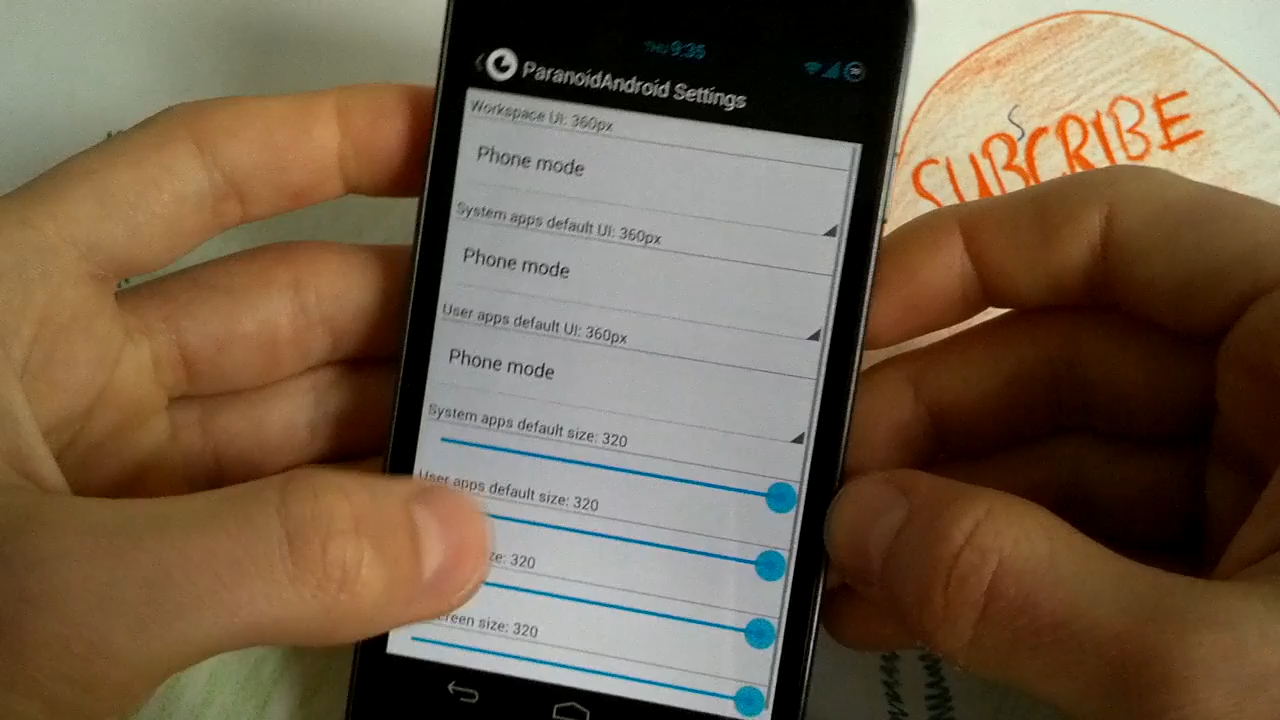 THU 9:35
ParanoidAndroid Settings
Workspace UI: 360px
Phone mode
System apps default UI: 360px
Phone mode
User apps default UI: 360px
Phone mode
System apps default size: 320
User apps default size: 320
320
size: 320
S
SUBCRIBE